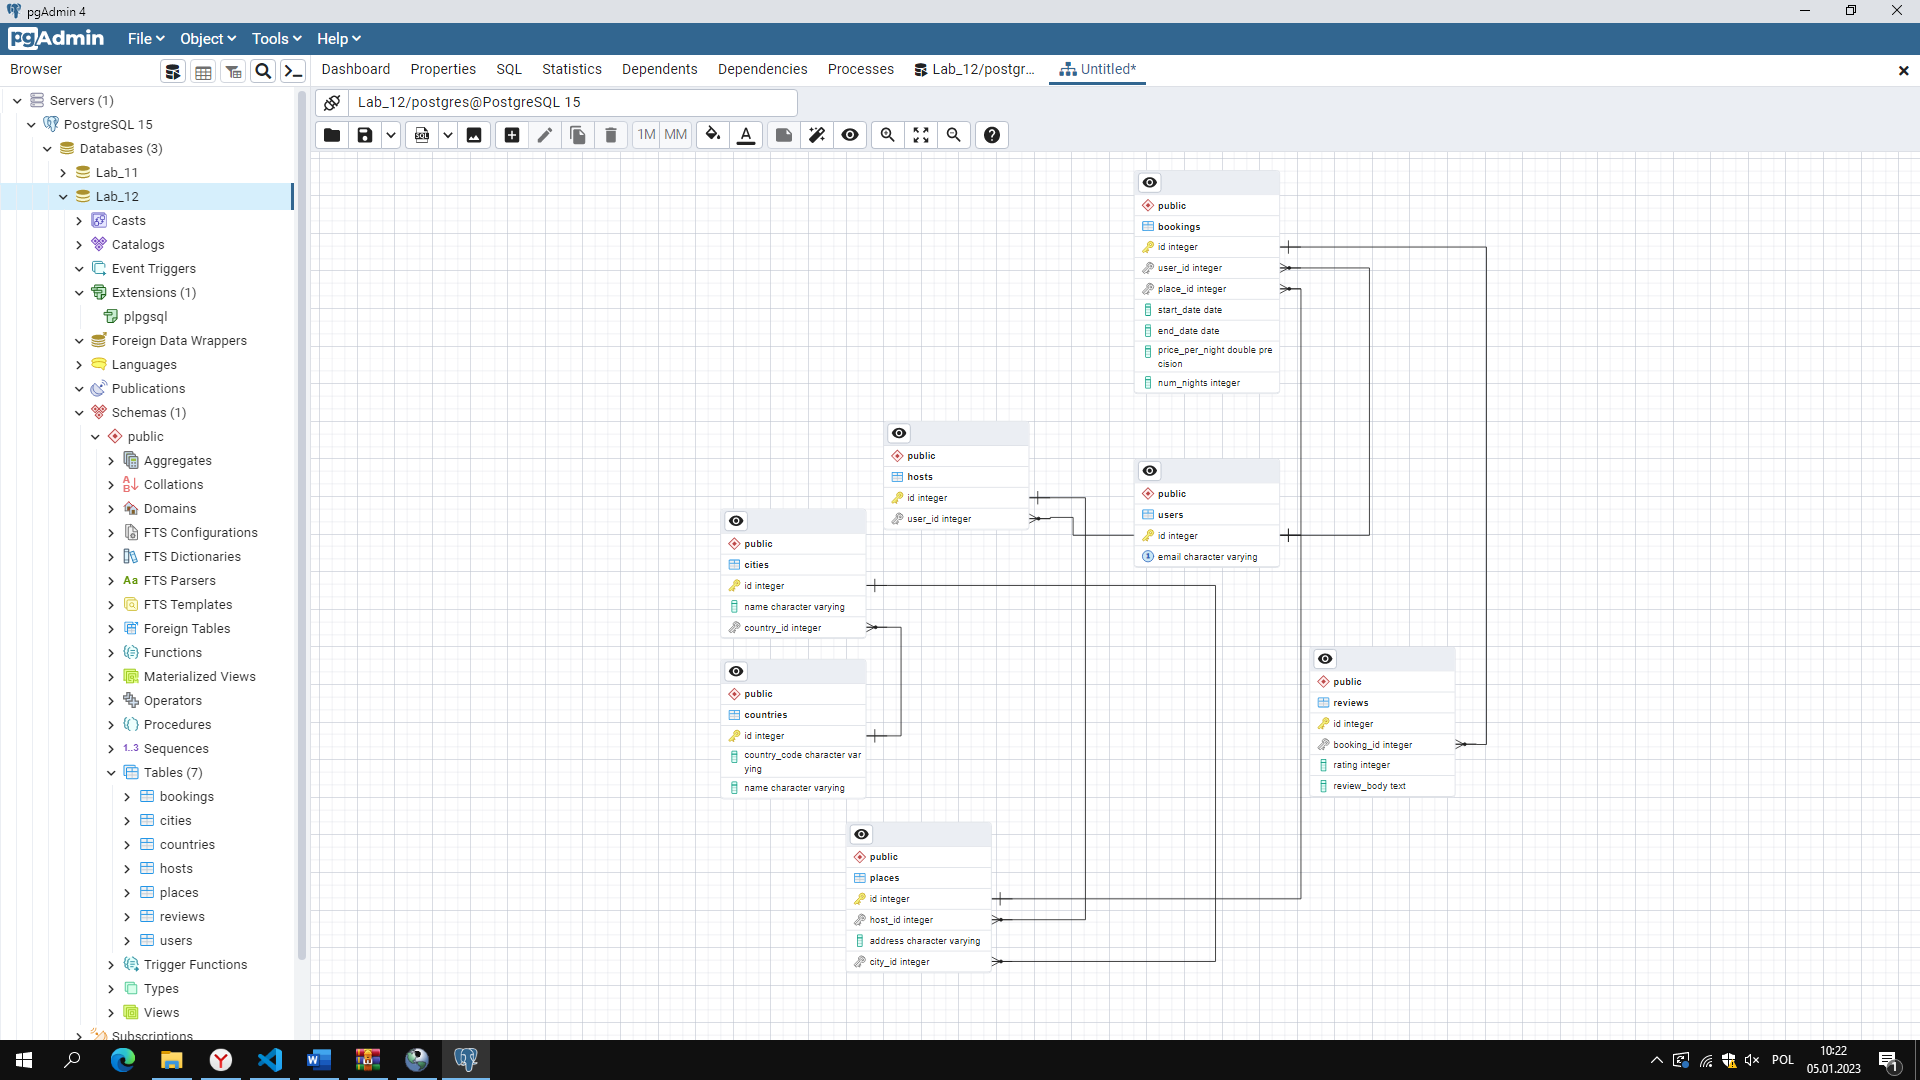 pgAdmin 4
pgAdmin File Object Tools Help
Browser
Dashboard Properties SQL Statistics Dependents Dependencies Processes Lab_12/postgr... Untitled*
Lab_12/postgres@PostgreSQL 15
SQL 1M MM A
Servers (1)
PostgreSQL 15
Databases (3)
Lab_11
Lab_12
Casts
Catalogs
Event Triggers
Extensions (1)
plpgsql
Foreign Data Wrappers
Languages
Publications
Schemas (1)
public
Aggregates
Collations
Domains
FTS Configurations
FTS Dictionaries
Aa FTS Parsers
FTS Templates
Foreign Tables
Functions
Materialized Views
Operators
Procedures
1..3 Sequences
Tables (7)
bookings
cities
countries
hosts
places
reviews
users
Trigger Functions
Types
Views
Subscriptions
public
bookings
id integer
user_id integer
place_id integer
start_date date
end_date date
price_per_night double pre
cision
num_nights integer
public
hosts
id integer
user_id integer
public
users
id integer
email character varying
public
cities
id integer
name character varying
country_id integer
public
countries
id integer
country_code character var
ying
name character varying
public
reviews
id integer
booking_id integer
rating integer
review_body text
public
places
id integer
host_id integer
address character varying
city_id integer
POL
10:22
05.01.2023
1